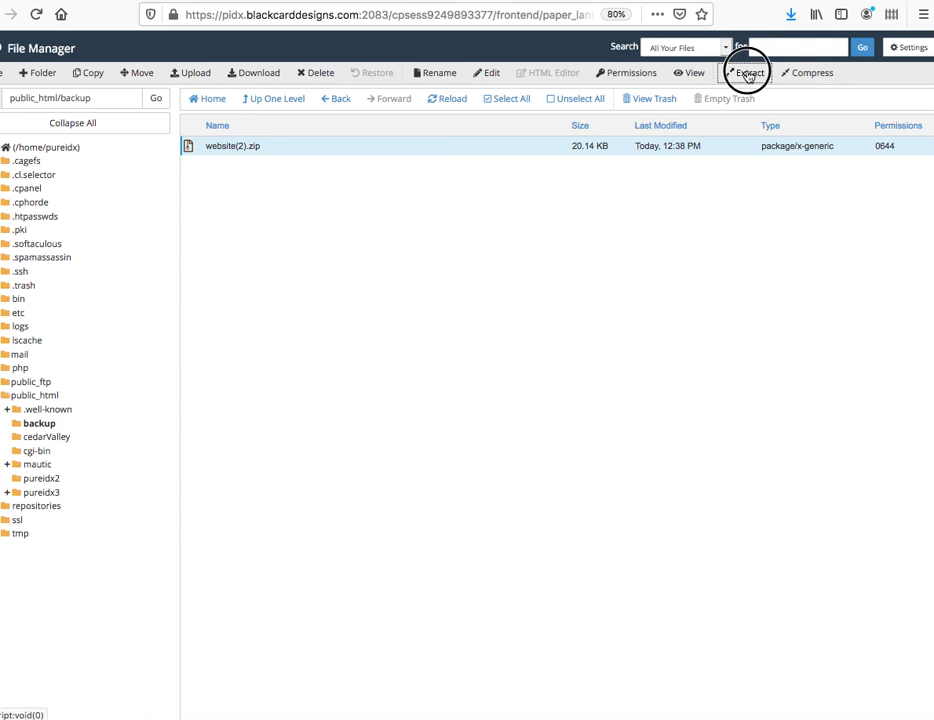 https://pidx.blackcarddesigns.com:2083/cpsess9249893377/frontend/paper_lan
80%
File Manager
Search All Your Files for Go Settings
e Folder Copy Move Upload Download Delete Restore Rename Edit HTML Editor Permissions View Extract Compress
public_html/backup Go Home Up One Level Back Forward Reload Select All Unselect All View Trash Empty Trash
Collapse All
Name Size Last Modified Type Permissions
website(2).zip 20.14 KB Today, 12:38 PM package/x-generic 0644
(/home/pureidx)
.cagefs
.cl.selector
.cpanel
.cphorde
.htpasswds
.pki
.softaculous
.spamassassin
.ssh
.trash
bin
etc
logs
lscache
mail
php
public_ftp
public_html
+ .well-known
backup
cedarValley
cgi-bin
+ mautic
pureidx2
+ pureidx3
repositories
ssl
tmp
ript:void(0)